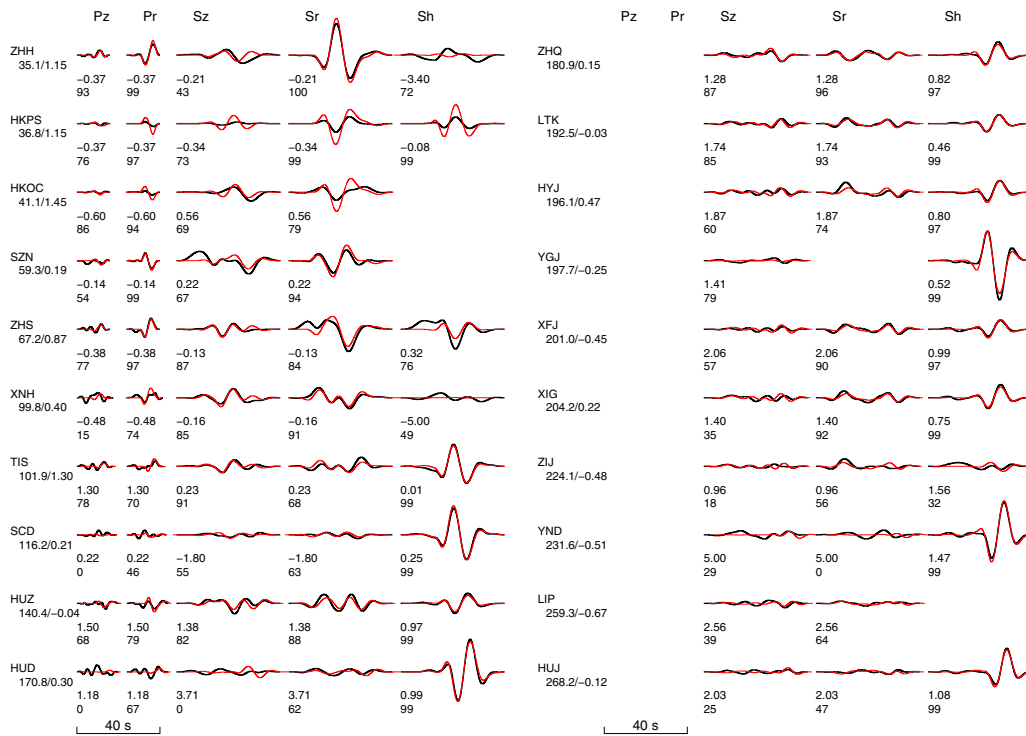 Pz Pr Sz Sr Sh
ZHH
35.1/1.15
−0.37 −0.37 −0.21 −0.21 −3.40
93 99 43 100 72
HKPS
36.8/1.15
−0.37 −0.37 −0.34 −0.34 −0.08
76 97 73 99 99
HKOC
41.1/1.45
−0.60 −0.60 0.56 0.56
86 94 69 79
SZN
59.3/0.19
−0.14 −0.14 0.22 0.22
54 99 67 94
ZHS
67.2/0.87
−0.38 −0.38 −0.13 −0.13 0.32
77 97 87 84 76
XNH
99.8/0.40
−0.48 −0.48 −0.16 −0.16 −5.00
15 74 85 91 49
TIS
101.9/1.30
1.30 1.30 0.23 0.23 0.01
78 70 91 68 99
SCD
116.2/0.21
0.22 0.22 −1.80 −1.80 0.25
0 46 55 63 99
HUZ
140.4/−0.04
1.50 1.50 1.38 1.38 0.97
68 79 82 88 99
HUD
170.8/0.30
1.18 1.18 3.71 3.71 0.99
0 67 0 62 99
40 s
Pz Pr Sz Sr Sh
ZHQ
180.9/0.15
1.28 1.28 0.82
87 96 97
LTK
192.5/−0.03
1.74 1.74 0.46
85 93 99
HYJ
196.1/0.47
1.87 1.87 0.80
60 74 97
YGJ
197.7/−0.25
1.41 0.52
79 99
XFJ
201.0/−0.45
2.06 2.06 0.99
57 90 97
XIG
204.2/0.22
1.40 1.40 0.75
35 92 99
ZIJ
224.1/−0.48
0.96 0.96 1.56
18 56 32
YND
231.6/−0.51
5.00 5.00 1.47
29 0 99
LIP
259.3/−0.67
2.56 2.56
39 64
HUJ
268.2/−0.12
2.03 2.03 1.08
25 47 99
40 s